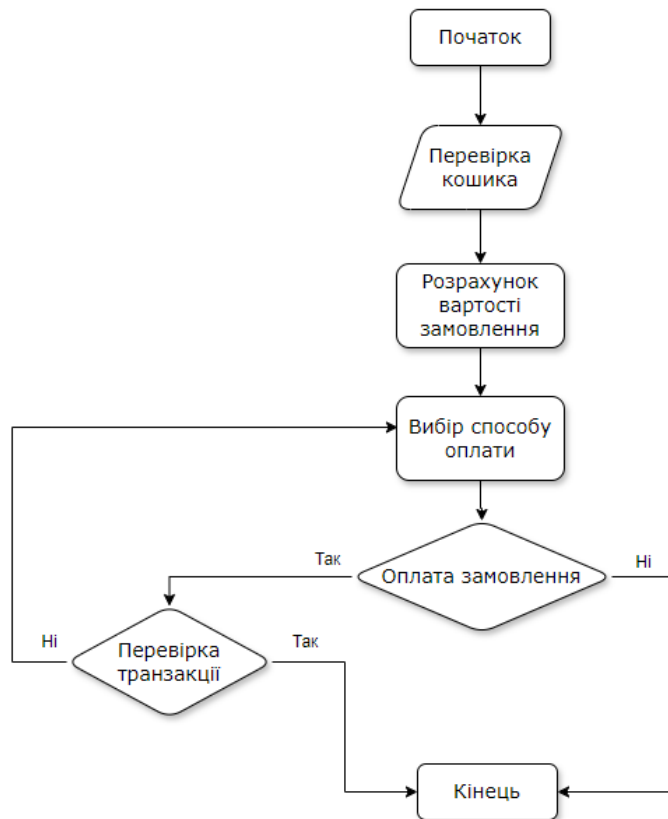 Початок
Перевірка
кошика
Розрахунок
вартості
замовлення
Вибір способу
оплати
Так
Оплата замовлення
Ні
Ні
Перевірка
транзакції
Так
Кінець